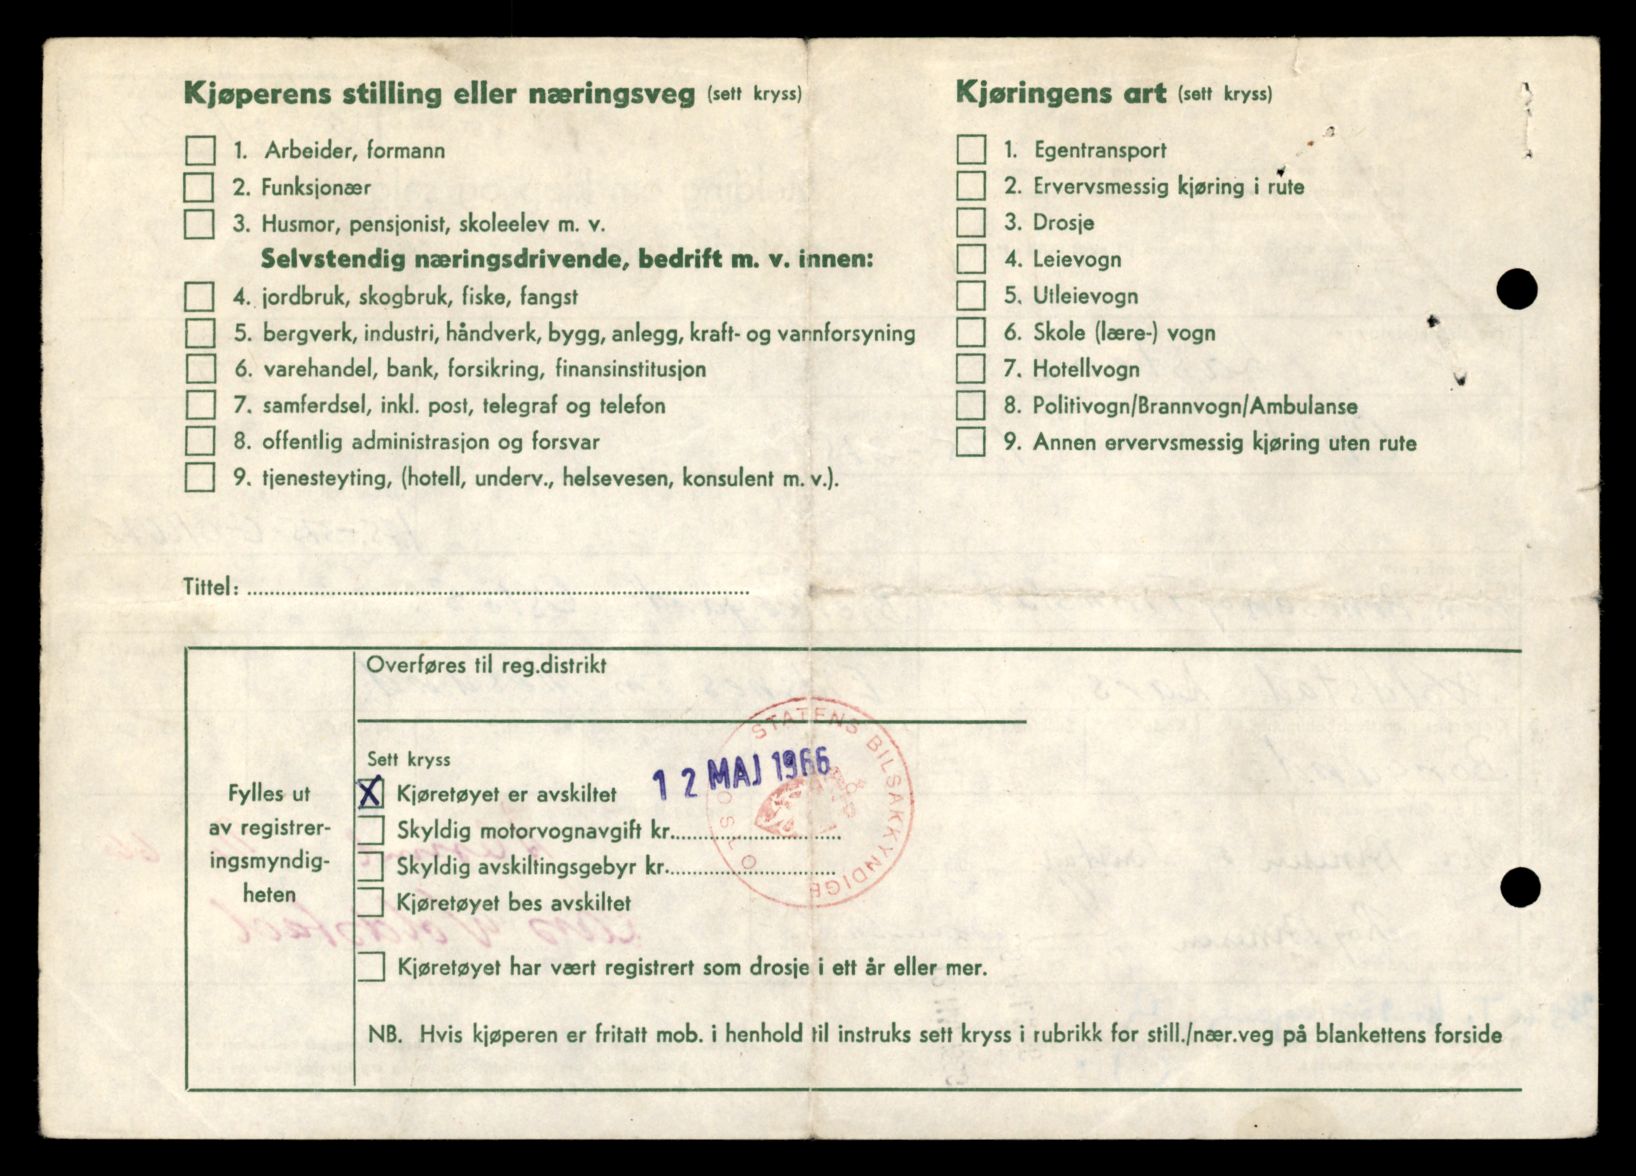 Kjøperens stilling eller næringsveg (sett kryss)
1. Arbeider, formann
2. Funksjonær
3. Husmor, pensjonist, skoleelev m. v.
Selvstendig næringsdrivende, bedrift m. v. innen:
4. jordbruk, skogbruk, fiske, fangst
5. bergverk, industri, håndverk, bygg, anlegg, kraft- og vannforsyning
6. varehandel, bank, forsikring, finansinstitusjon
7. samferdsel, inkl. post, telegraf og telefon
8. offentlig administrasjon og forsvar
9. tjenesteyting, (hotell, underv., helsevesen, konsulent m. v.).
Kjøringens art (sett kryss)
1. Egentransport
2. Ervervsmessig kjøring i rute
3. Drosje
4. Leievogn
5. Utleievogn
6. Skole (lære-) vogn
7. Hotellvogn
8. Politivogn/Brannvogn/Ambulanse
9. Annen ervervsmessig kjøring uten rute
Tittel:
Fylles ut
av registrer-
ingsmyndig-
heten
Overføres til reg.distrikt
Sett kryss
X Kjøretøyet er avskiltet
12 MAJ 1966
STATENS BILSAKKYNDIGE
OSLO
Skyldig motorvognavgift kr.
Skyldig avskiltingsgebyr kr.
Kjøretøyet bes avskiltet
Kjøretøyet har vært registrert som drosje i ett år eller mer.
NB. Hvis kjøperen er fritatt mob. i henhold til instruks sett kryss i rubrikk for still./nær.veg på blankettens forside